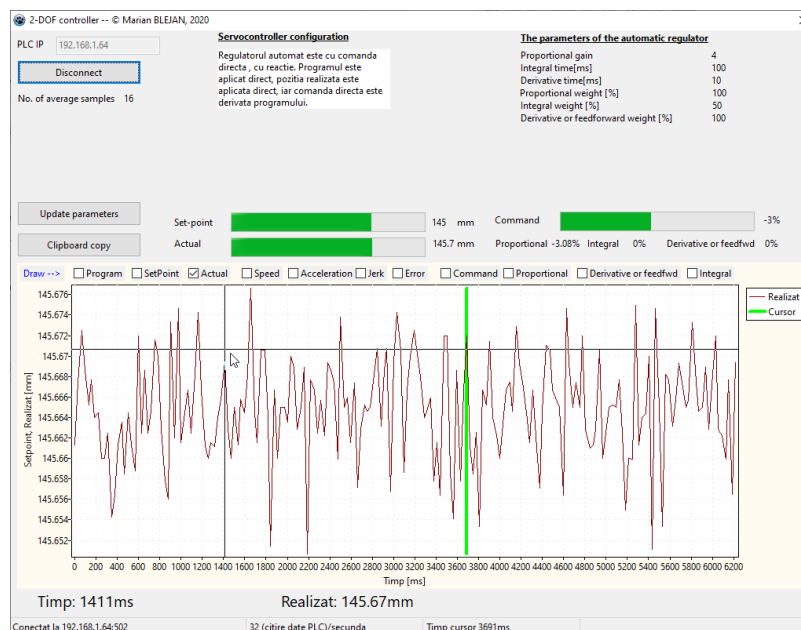 2-DOF controller -- © Marian BLEJAN, 2020
PLC IP 192.168.1.64
Disconnect
No. of average samples 16
Servocontroller configuration
Regulatorul automat este cu comanda
directa , cu reactie. Programul este
aplicat direct, pozitia realizata este
aplicata direct, iar comanda directa este
derivata programului.
The parameters of the automatic regulator
Proportional gain 4
Integral time[ms] 100
Derivative time[ms] 10
Proportional weight [%] 100
Integral weight [%] 50
Derivative or feedforward weight [%] 100
Update parameters
Clipboard copy
Set-point 145 mm
Actual 145.7 mm
Command -3%
Proportional -3.08% Integral 0% Derivative or feedfwd 0%
Draw --> Program SetPoint Actual Speed Acceleration Jerk Error Command Proportional Derivative or feedfwd Integral
Setpoint, Realizat [mm]
145.676
145.674
145.672
145.67
145.668
145.666
145.664
145.662
145.66
145.658
145.656
145.654
145.652
0 200 400 600 800 1000 1200 1400 1600 1800 2000 2200 2400 2600 2800 3000 3200 3400 3600 3800 4000 4200 4400 4600 4800 5000 5200 5400 5600 5800 6000 6200
Timp [ms]
Realizat
Cursor
Timp: 1411ms Realizat: 145.67mm
Conectat la 192.168.1.64:502 32 (citire date PLC)/secunda Timp cursor 3691ms